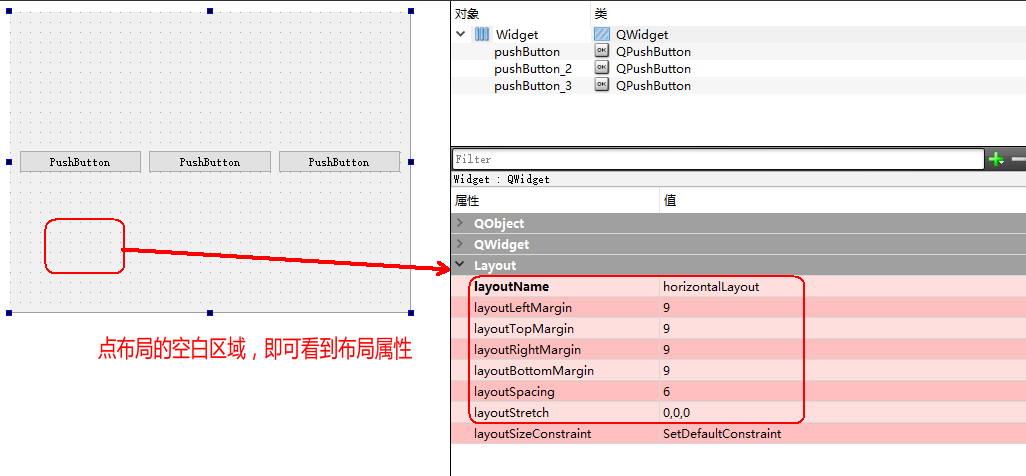 对象 类
Widget QWidget
pushButton OK QPushButton
pushButton_2 OK QPushButton
pushButton_3 OK QPushButton
PushButton PushButton PushButton
Filter
Widget : QWidget
属性 值
QObject
QWidget
Layout
layoutName horizontalLayout
layoutLeftMargin 9
layoutTopMargin 9
layoutRightMargin 9
layoutBottomMargin 9
layoutSpacing 6
layoutStretch 0,0,0
layoutSizeConstraint SetDefaultConstraint
点布局的空白区域，即可看到布局属性